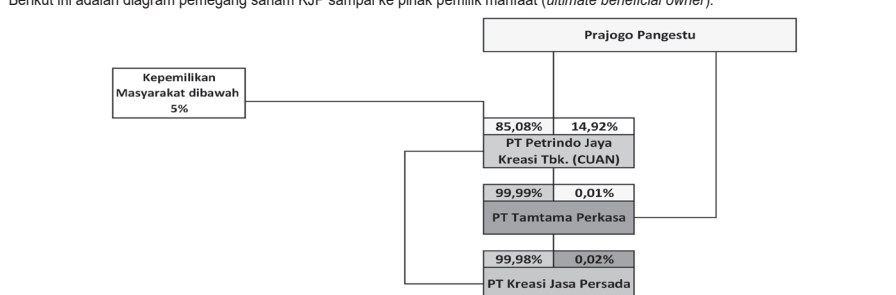 Berikut ini adalah diagram pemegang saham KJP sampai ke pihak pemilik manfaat (ultimate beneficial owner).
Prajogo Pangestu
Kepemilikan
Masyarakat dibawah
5%
85,08% 14,92%
PT Petrindo Jaya
Kreasi Tbk. (CUAN)
99,99% 0,01%
PT Tamtama Perkasa
99,98% 0,02%
PT Kreasi Jasa Persada